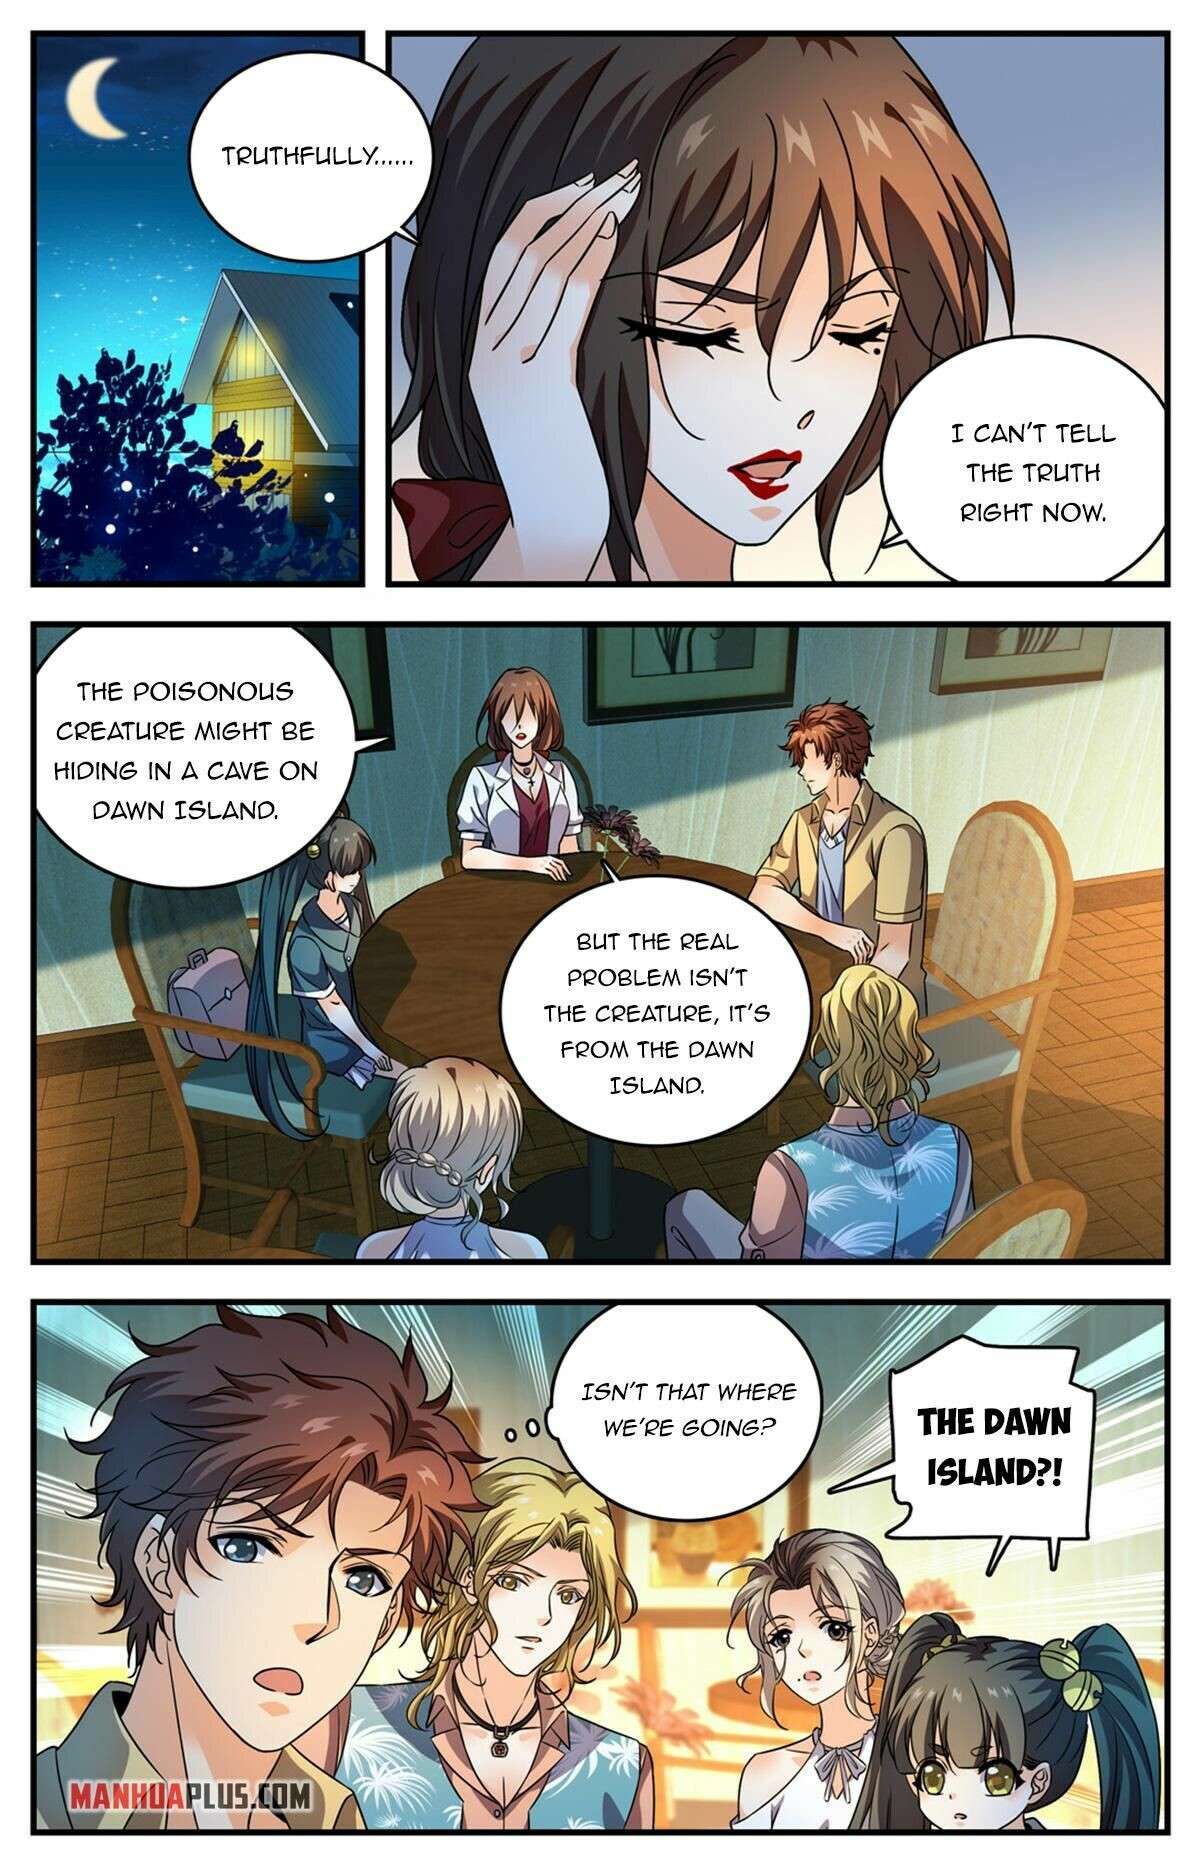 TRUTHFULLY......
I CAN'T TELL
THE TRUTH
RIGHT NOW.
THE POISONOUS
CREATURE MIGHT BE
HIDING IN A CAVE ON
DAWN ISLAND.
BUT THE REAL
PROBLEM ISN'T
THE CREATURE, IT'S
FROM THE DAWN
ISLAND.
ISN'T THAT WHERE
WE'RE GOING?
THE DAWN
ISLAND?!
MANHUAPLUS.COM